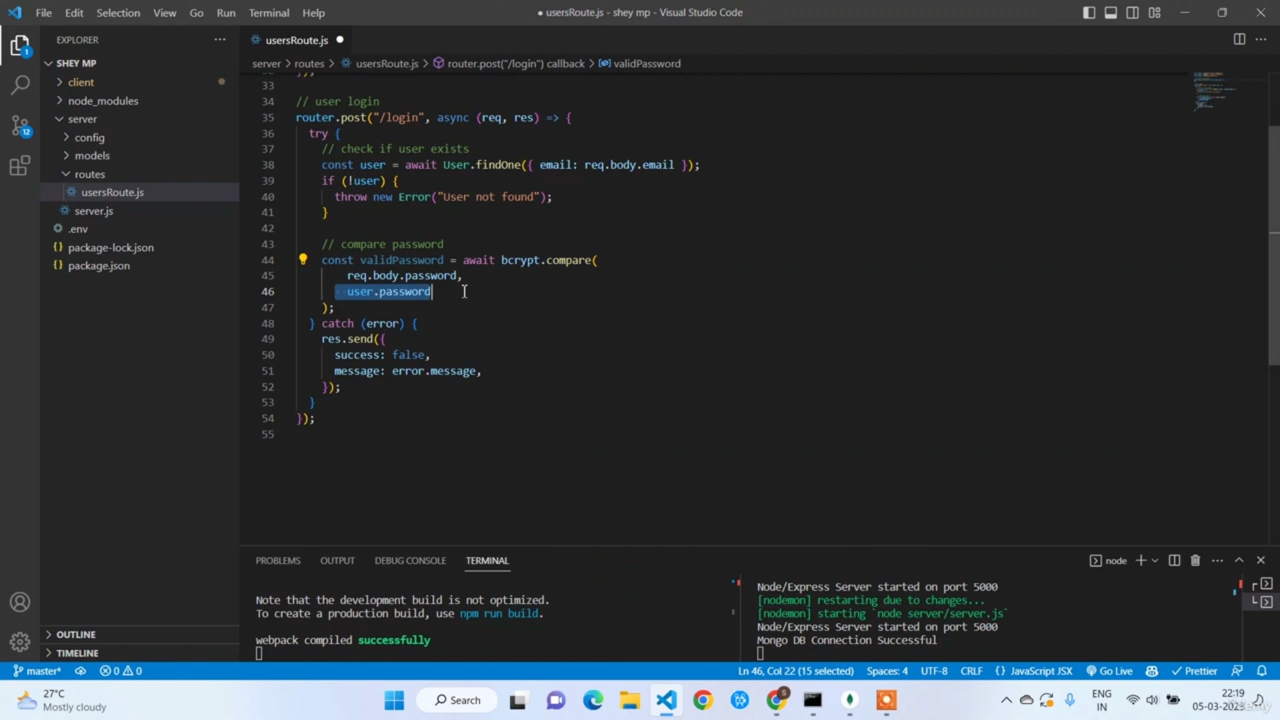 File Edit Selection View Go Run Terminal Help
● usersRoute.js - shey mp - Visual Studio Code
EXPLORER
SHEY MP
client
node_modules
server
config
models
routes
usersRoute.js
server.js
.env
package-lock.json
package.json
OUTLINE
TIMELINE
usersRoute.js
server > routes > usersRoute.js > router.post("/login") callback > validPassword
33
34 // user login
35 router.post("/login", async (req, res) => {
36 try {
37 // check if user exists
38 const user = await User.findOne({ email: req.body.email });
39 if (!user) {
40 throw new Error("User not found");
41 }
42
43 // compare password
44 const validPassword = await bcrypt.compare(
45 req.body.password,
46 user.password
47 );
48 } catch (error) {
49 res.send({
50 success: false,
51 message: error.message,
52 });
53 }
54 });
55
PROBLEMS OUTPUT DEBUG CONSOLE TERMINAL
node
Note that the development build is not optimized.
To create a production build, use npm run build.
webpack compiled successfully
Node/Express Server started on port 5000
[nodemon] restarting due to changes...
[nodemon] starting `node server/server.js`
Node/Express Server started on port 5000
Mongo DB Connection Successful
1
12
master* 0 0
Ln 46, Col 22 (15 selected) Spaces: 4 UTF-8 CRLF {} JavaScript JSX Go Live Prettier
27°C
Mostly cloudy
Search
ENG
IN
22:19
05-03-2023